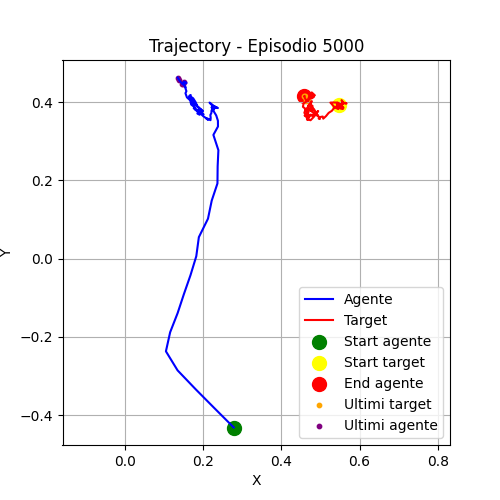 Trajectory - Episodio 5000
Y
0.4
0.2
0.0
−0.2
−0.4
Agente
Target
Start agente
Start target
End agente
Ultimi target
Ultimi agente
0.0 0.2 0.4 0.6 0.8
X